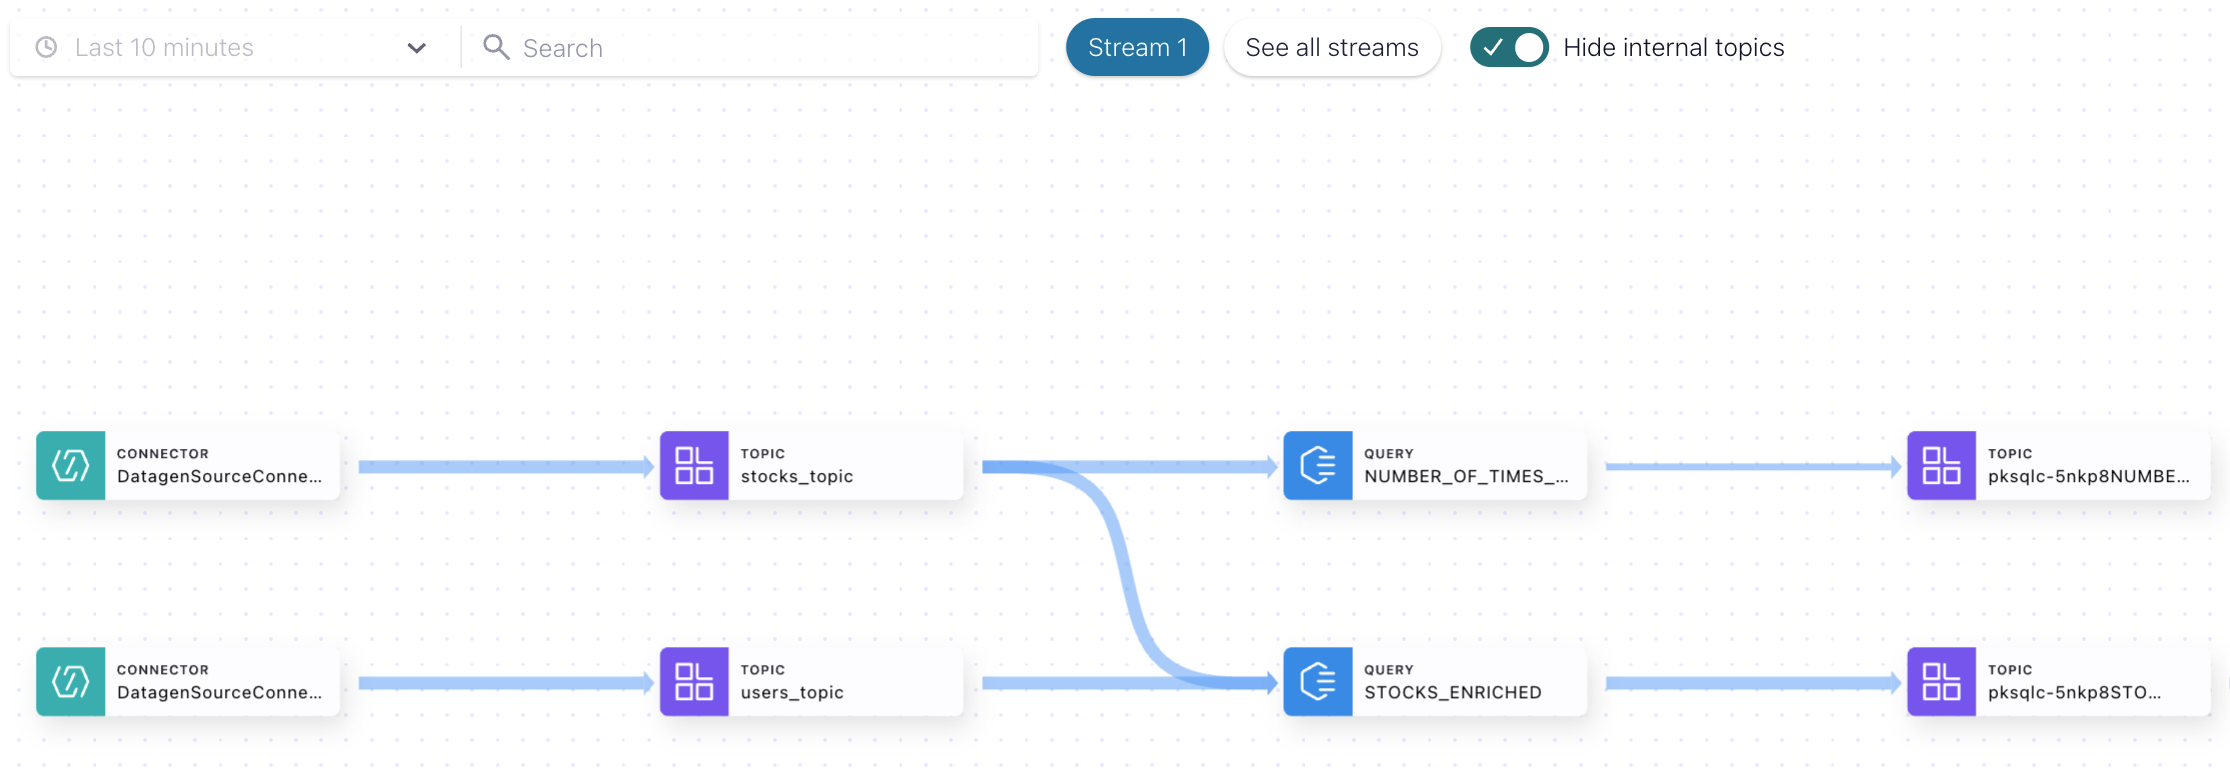 Last 10 minutes
Search
Stream 1
See all streams
Hide internal topics
CONNECTOR
DatagenSourceConne...
TOPIC
stocks_topic
QUERY
NUMBER_OF_TIMES_...
TOPIC
pksqlc-5nkp8NUMBE...
CONNECTOR
DatagenSourceConne...
TOPIC
users_topic
QUERY
STOCKS_ENRICHED
TOPIC
pksqlc-5nkp8STO...